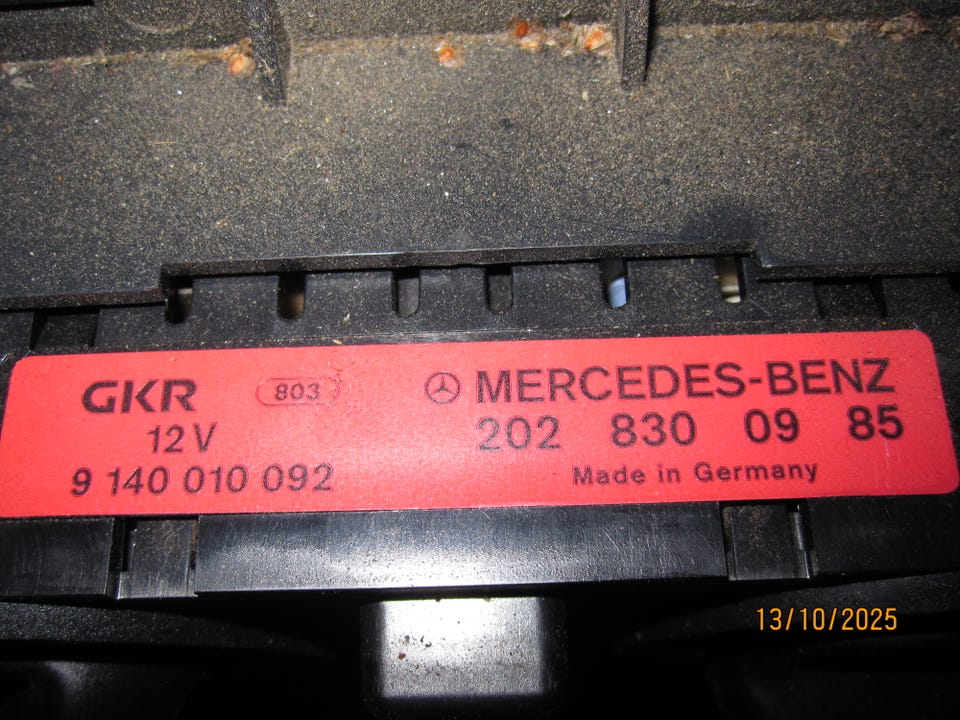 GKR 803
12 V
9 140 010 092
MERCEDES-BENZ
202 830 09 85
Made in Germany
13/10/2025